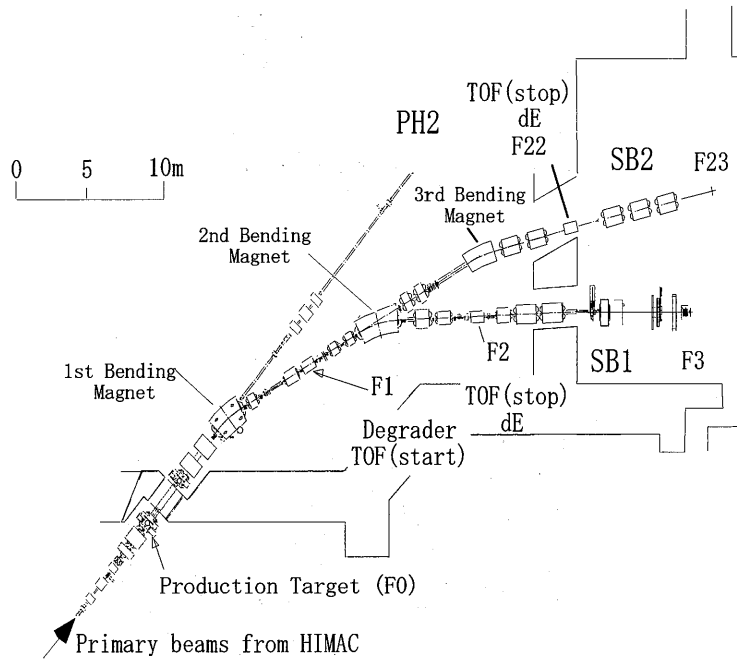 TOF(stop)
dE
F22
PH2
SB2
F23
0 5 10m
3rd Bending
Magnet
2nd Bending
Magnet
1st Bending
Magnet
F1
F2
SB1
F3
TOF(stop)
dE
Degrader
TOF(start)
Production Target (F0)
Primary beams from HIMAC